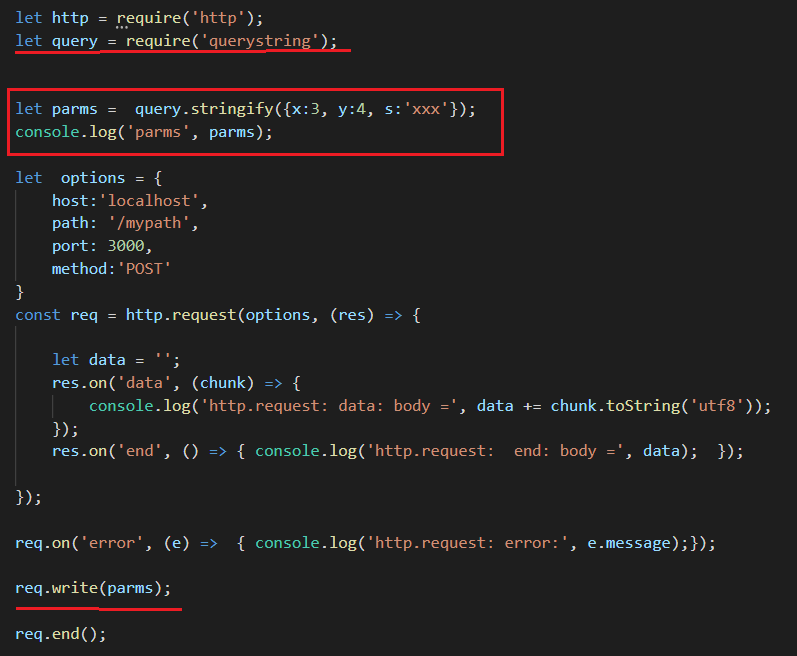 let http = require('http');
let query = require('querystring');
let parms =  query.stringify({x:3, y:4, s:'xxx'});
console.log('parms', parms);
let  options = {
    host:'localhost',
    path: '/mypath',
    port: 3000,
    method:'POST'
}
const req = http.request(options, (res) => {
    let data = '';
    res.on('data', (chunk) => {
        console.log('http.request: data: body =', data += chunk.toString('utf8'));
    });
    res.on('end', () => { console.log('http.request:  end: body =', data);  });
});
req.on('error', (e) =>  { console.log('http.request: error:', e.message);});
req.write(parms);
req.end();